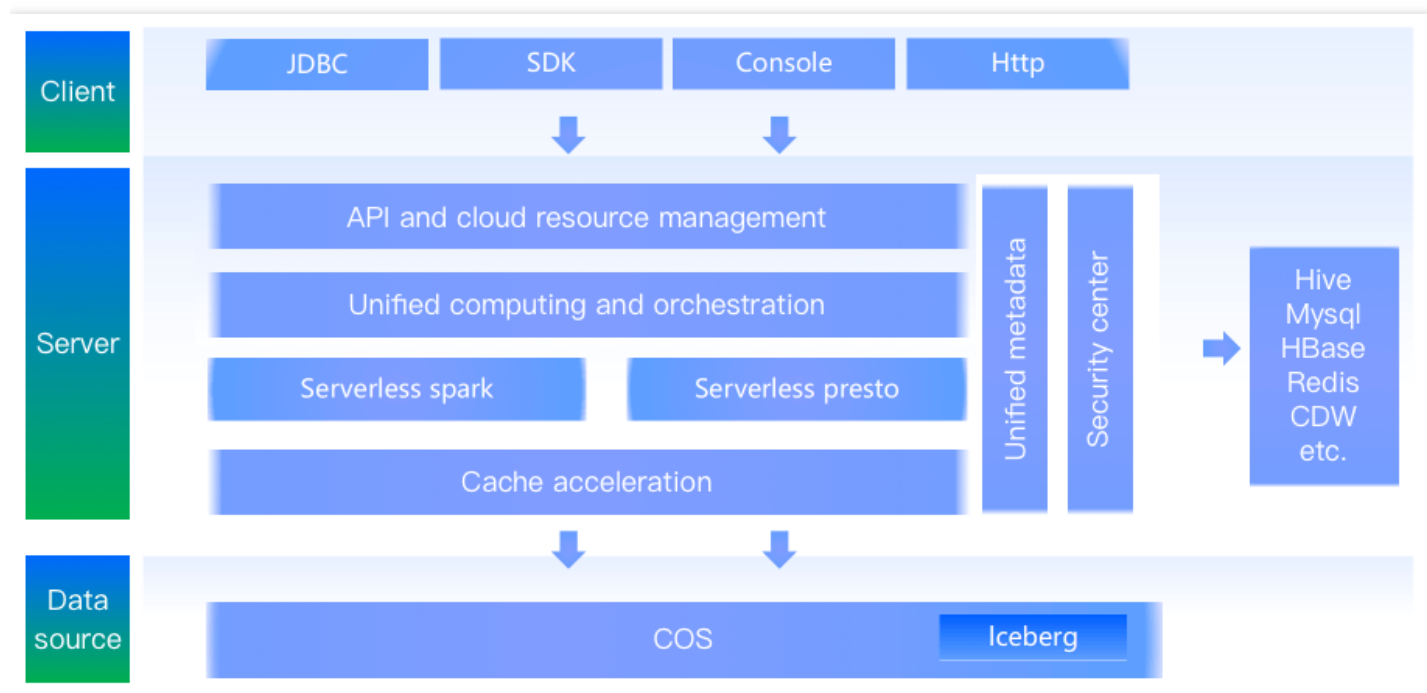 Client
JDBC
SDK
Console
Http
Server
API and cloud resource management
Unified computing and orchestration
Serverless spark
Serverless presto
Cache acceleration
Unified metadata
Security center
Hive
Mysql
HBase
Redis
CDW
etc.
Data
source
COS
Iceberg